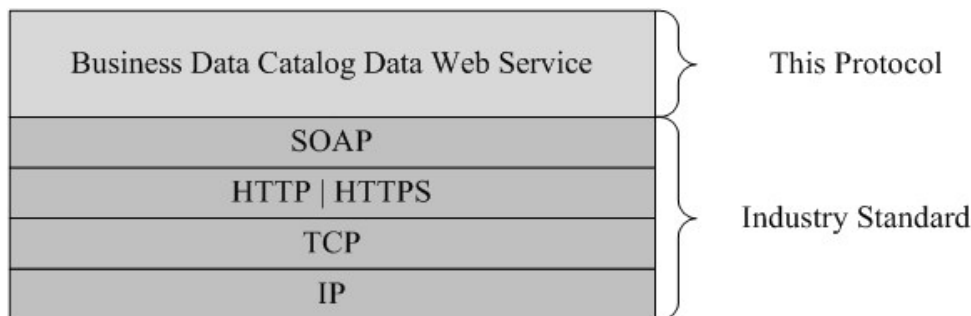 Business Data Catalog Data Web Service
This Protocol
SOAP
HTTP | HTTPS
TCP
IP
Industry Standard